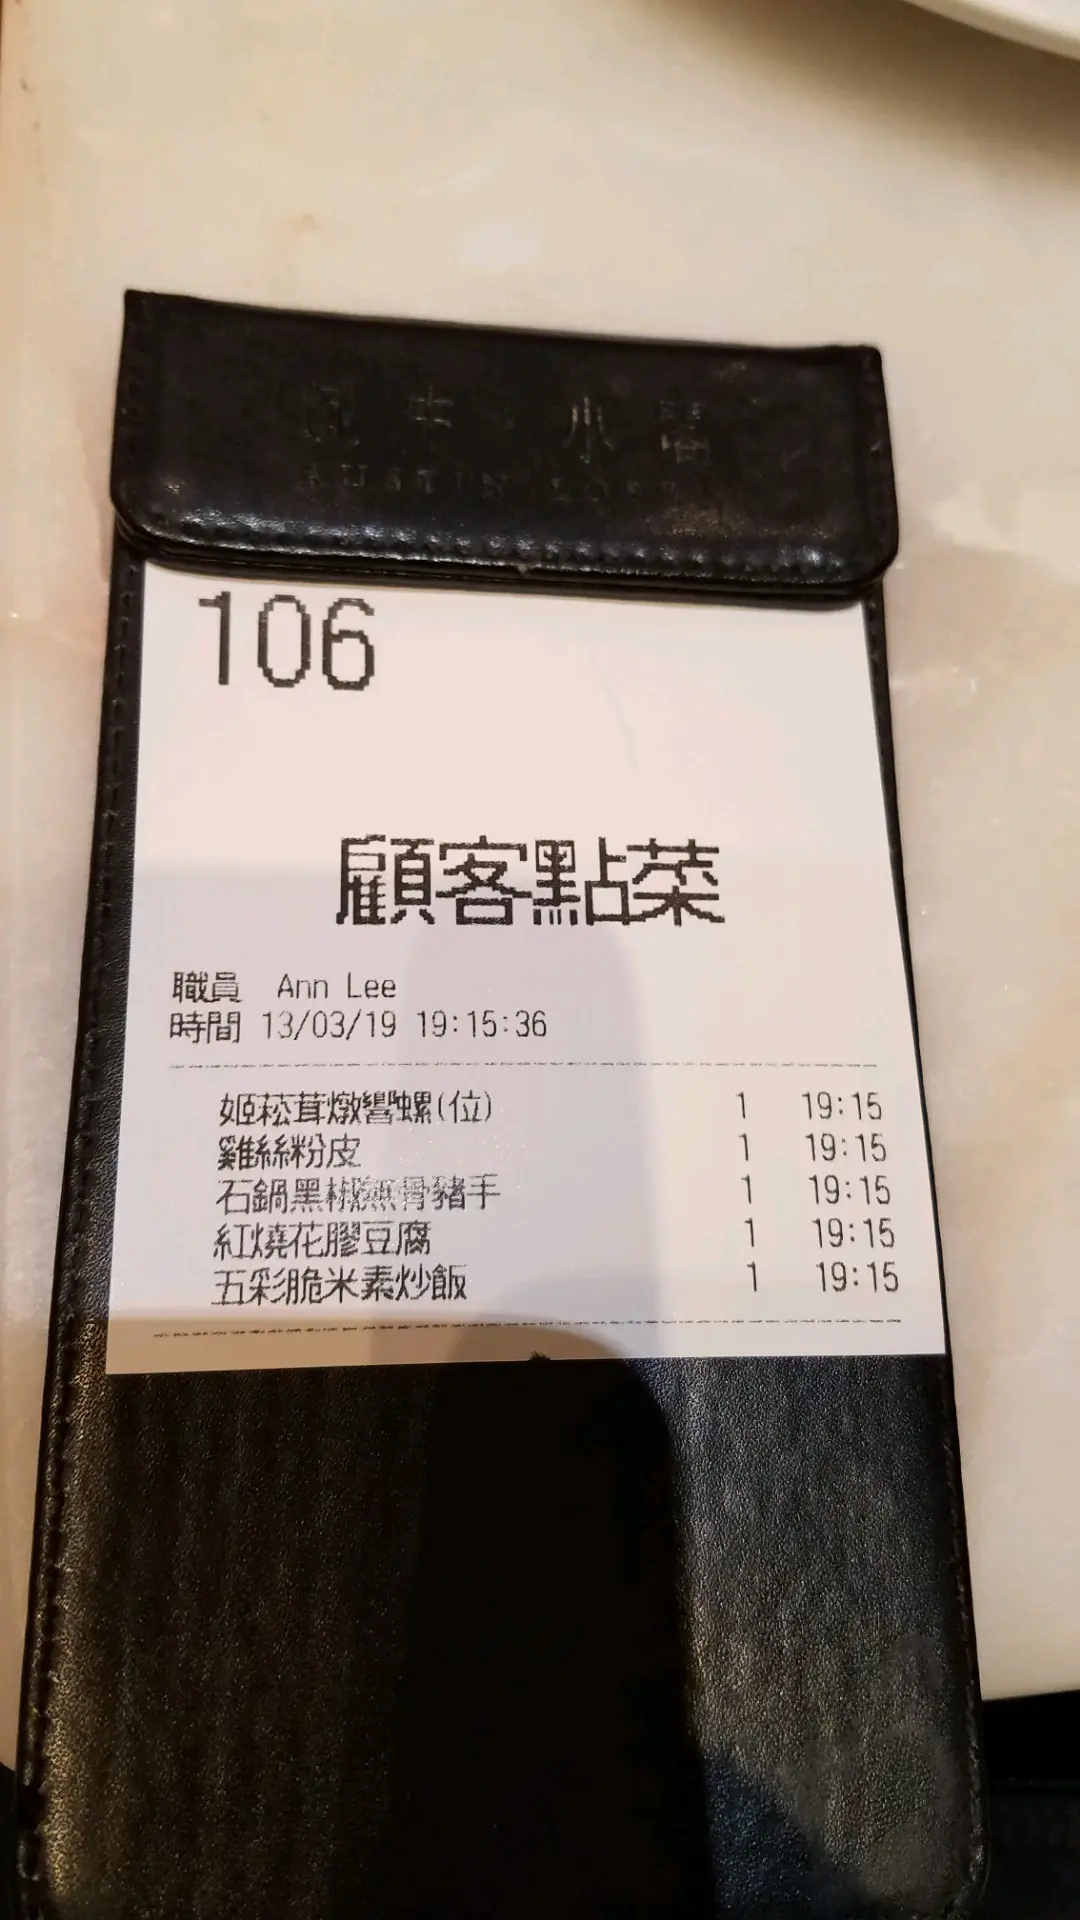 小
AUSTIN
106
顧客點菜
職員 Ann Lee
時間 13/03/19 19:15:36
姬菘茸燉響螺(位) 1 19:15
雞絲粉皮 1 19:15
石鍋黑椒無骨豬手 1 19:15
紅燒花膠豆腐 1 19:15
五彩脆米素炒飯 1 19:15